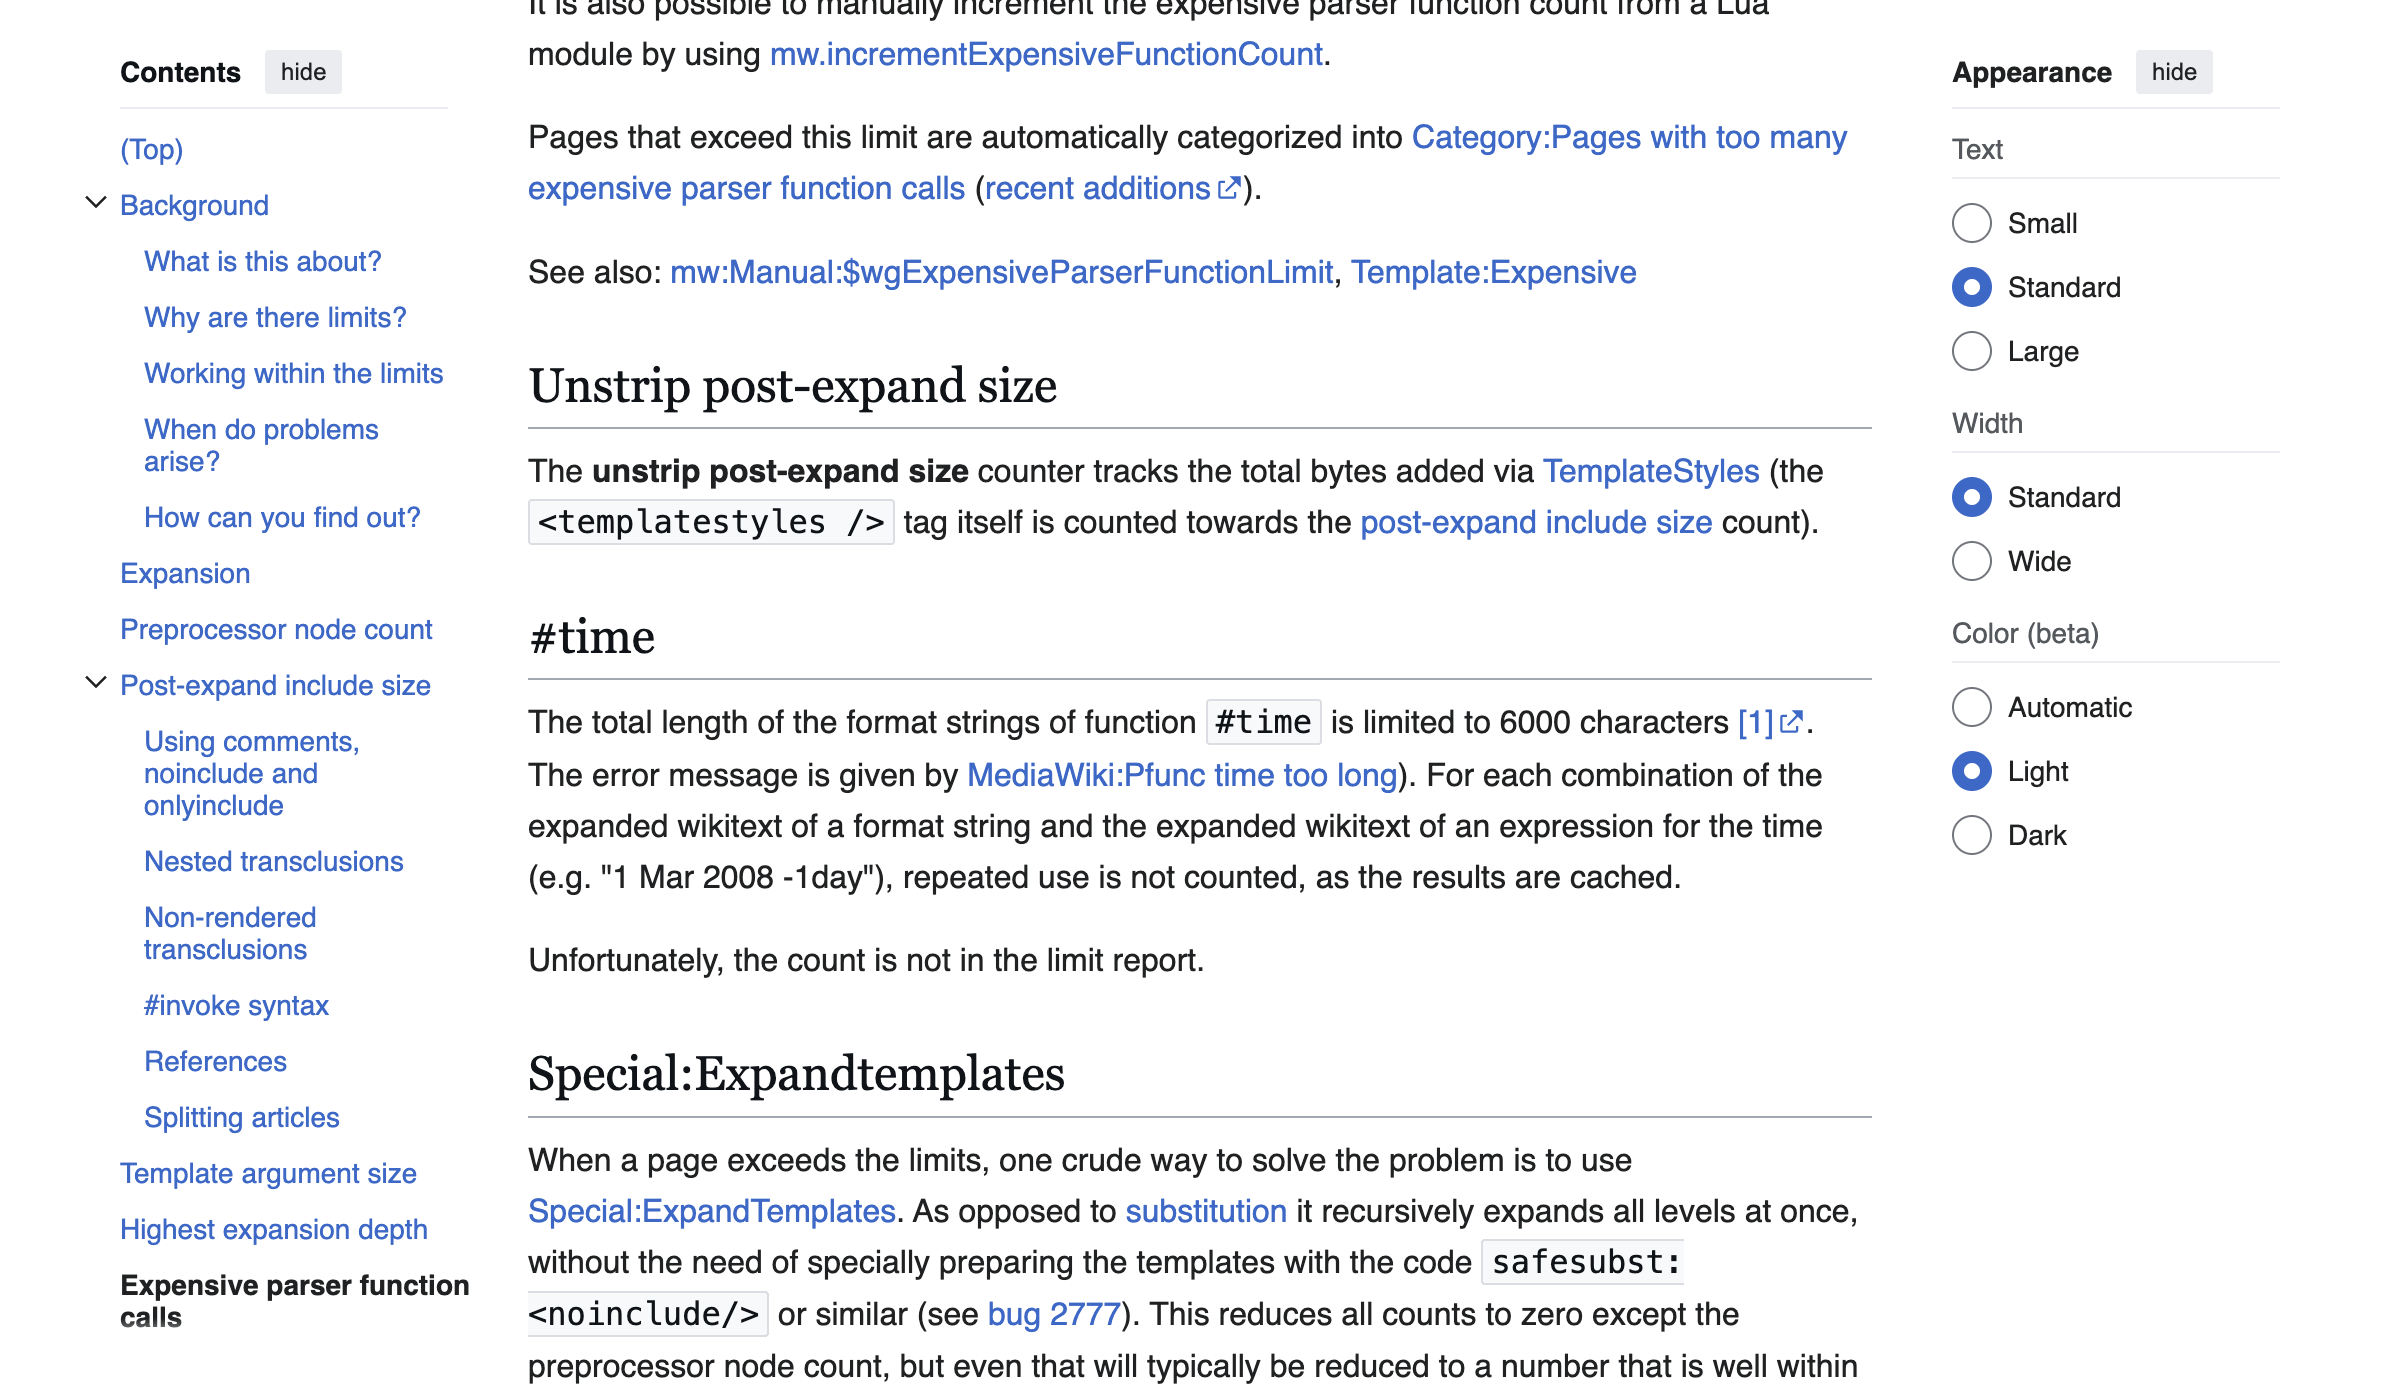 Contents hide
(Top)
Background
What is this about?
Why are there limits?
Working within the limits
When do problems
arise?
How can you find out?
Expansion
Preprocessor node count
Post-expand include size
Using comments,
noinclude and
onlyinclude
Nested transclusions
Non-rendered
transclusions
#invoke syntax
References
Splitting articles
Template argument size
Highest expansion depth
Expensive parser function
calls
It is also possible to manually increment the expensive parser function count from a Lua
module by using mw.incrementExpensiveFunctionCount.
Pages that exceed this limit are automatically categorized into Category:Pages with too many
expensive parser function calls (recent additions).
See also: mw:Manual:$wgExpensiveParserFunctionLimit, Template:Expensive
Unstrip post-expand size
The unstrip post-expand size counter tracks the total bytes added via TemplateStyles (the
<templatestyles /> tag itself is counted towards the post-expand include size count).
#time
The total length of the format strings of function #time is limited to 6000 characters [1].
The error message is given by MediaWiki:Pfunc time too long). For each combination of the
expanded wikitext of a format string and the expanded wikitext of an expression for the time
(e.g. "1 Mar 2008 -1day"), repeated use is not counted, as the results are cached.
Unfortunately, the count is not in the limit report.
Special:Expandtemplates
When a page exceeds the limits, one crude way to solve the problem is to use
Special:ExpandTemplates. As opposed to substitution it recursively expands all levels at once,
without the need of specially preparing the templates with the code safesubst:
<noinclude/> or similar (see bug 2777). This reduces all counts to zero except the
preprocessor node count, but even that will typically be reduced to a number that is well within
Appearance hide
Text
Small
Standard
Large
Width
Standard
Wide
Color (beta)
Automatic
Light
Dark